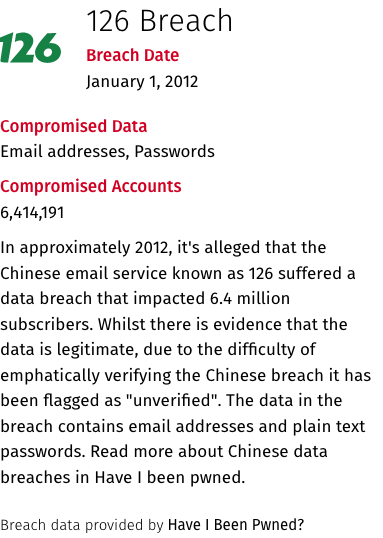 126 Breach
126
Breach Date
January 1, 2012
Compromised Data
Email addresses, Passwords
Compromised Accounts
6,414,191
In approximately 2012, it's alleged that the
Chinese email service known as 126 suffered a
data breach that impacted 6.4 million
subscribers. Whilst there is evidence that the
data is legitimate, due to the difficulty of
emphatically verifying the Chinese breach it has
been flagged as "unverified". The data in the
breach contains email addresses and plain text
passwords. Read more about Chinese data
breaches in Have I been pwned.
Breach data provided by Have I Been Pwned?